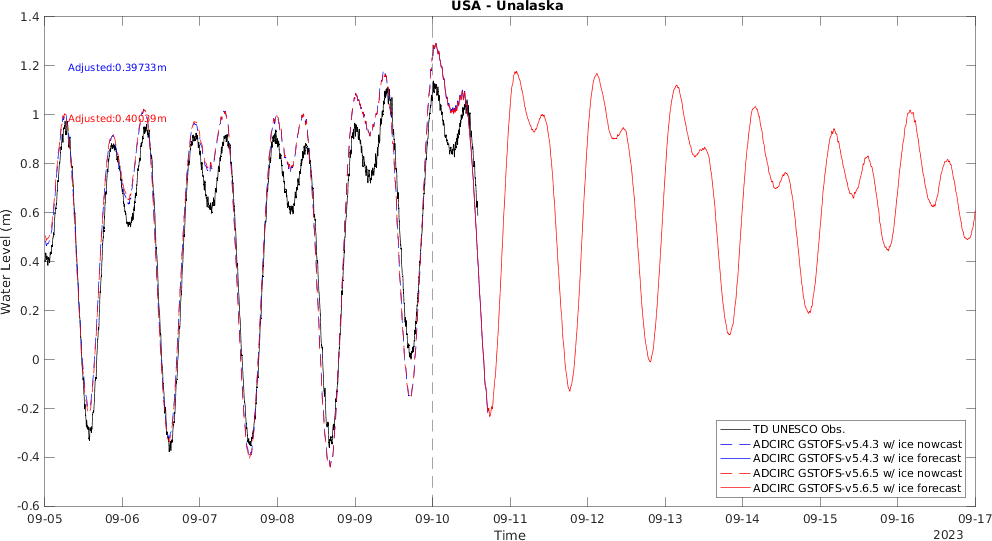 USA - Unalaska
1.4
1.2
1
0.8
0.6
0.4
0.2
0
-0.2
-0.4
-0.6
Water Level (m)
Adjusted:0.39733m
Adjusted:0.40039m
TD UNESCO Obs.
ADCIRC GSTOFS-v5.4.3 w/ ice nowcast
ADCIRC GSTOFS-v5.4.3 w/ ice forecast
ADCIRC GSTOFS-v5.6.5 w/ ice nowcast
ADCIRC GSTOFS-v5.6.5 w/ ice forecast
09-05 09-06 09-07 09-08 09-09 09-10 09-11 09-12 09-13 09-14 09-15 09-16 09-17
Time
2023